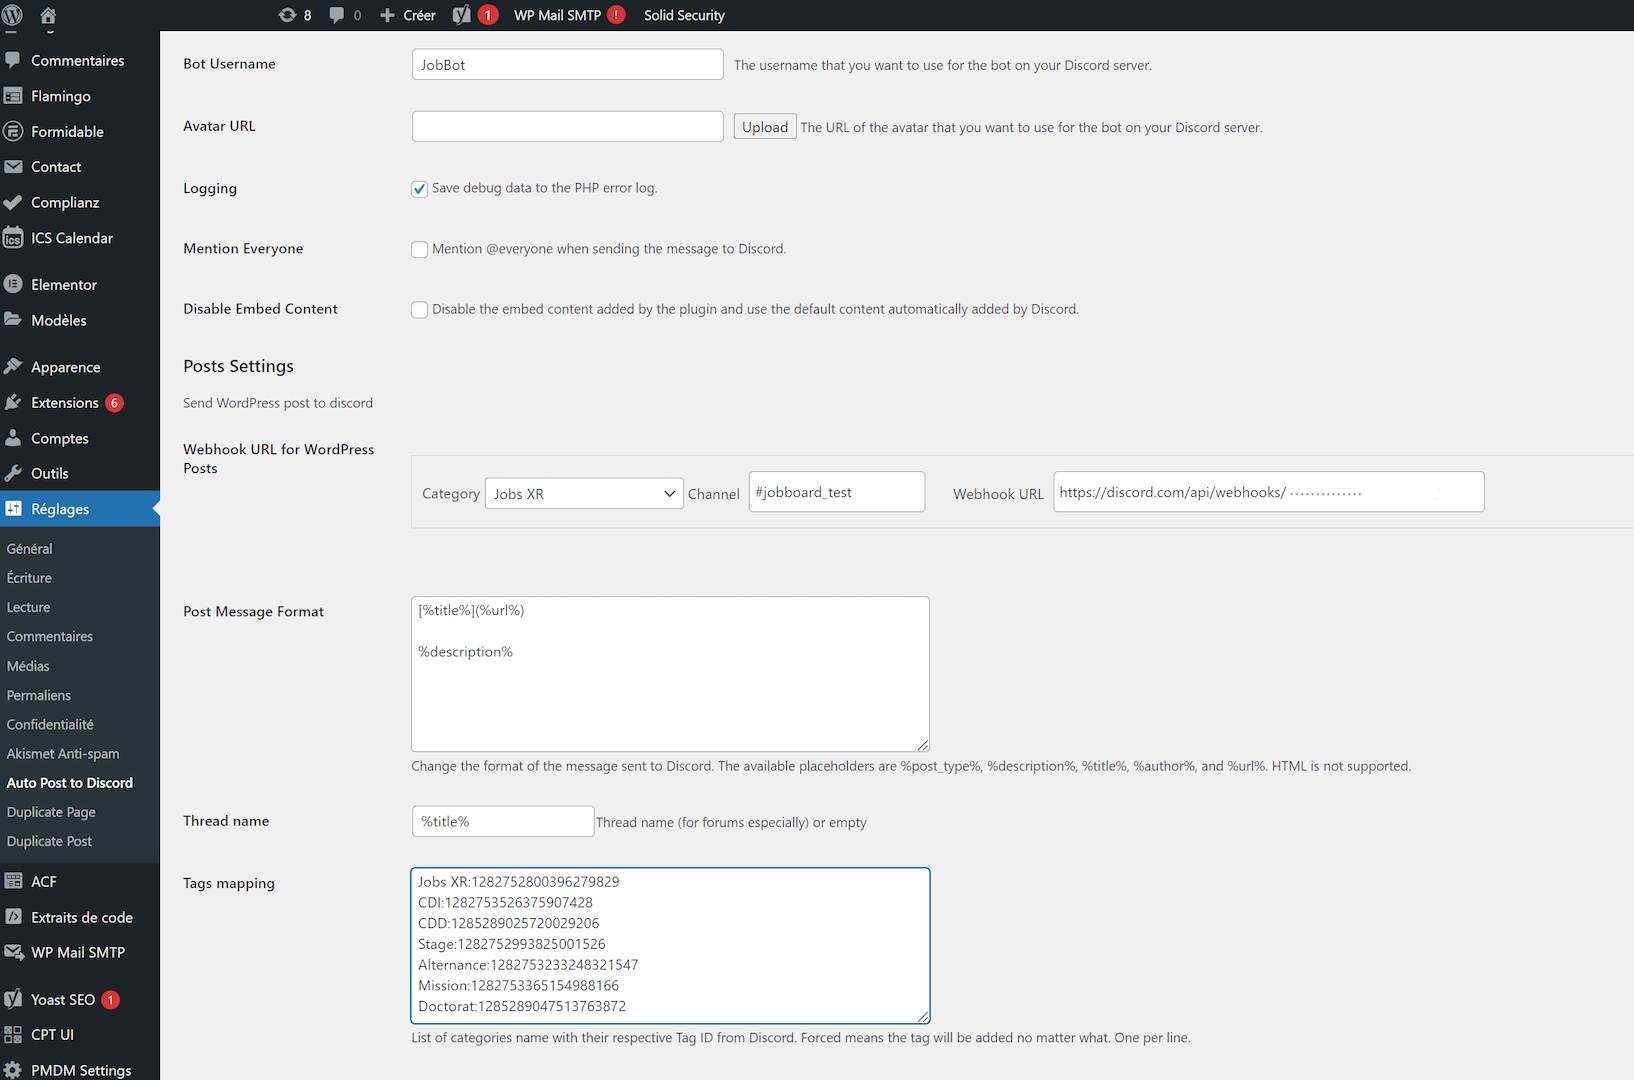 8
0
Créer
1
WP Mail SMTP
!
Solid Security
Commentaires
Flamingo
Formidable
Contact
Complianz
ICS Calendar
Elementor
Modèles
Apparence
Extensions 6
Comptes
Outils
Réglages
Général
Écriture
Lecture
Commentaires
Médias
Permaliens
Confidentialité
Akismet Anti-spam
Auto Post to Discord
Duplicate Page
Duplicate Post
ACF
Extraits de code
WP Mail SMTP
Yoast SEO 1
CPT UI
PMDM Settings
Bot Username
JobBot
The username that you want to use for the bot on your Discord server.
Avatar URL
Upload
The URL of the avatar that you want to use for the bot on your Discord server.
Logging
Save debug data to the PHP error log.
Mention Everyone
Mention @everyone when sending the message to Discord.
Disable Embed Content
Disable the embed content added by the plugin and use the default content automatically added by Discord.
Posts Settings
Send WordPress post to discord
Webhook URL for WordPress
Posts
Category
Jobs XR
Channel
#jobboard_test
Webhook URL
https://discord.com/api/webhooks/ ··············
Post Message Format
[%title%](%url%)
%description%
Change the format of the message sent to Discord. The available placeholders are %post_type%, %description%, %title%, %author%, and %url%. HTML is not supported.
Thread name
%title%
Thread name (for forums especially) or empty
Tags mapping
Jobs XR:1282752800396279829
CDI:1282753526375907428
CDD:1285289025720029206
Stage:1282752993825001526
Alternance:1282753233248321547
Mission:1282753365154988166
Doctorat:1285289047513763872
List of categories name with their respective Tag ID from Discord. Forced means the tag will be added no matter what. One per line.